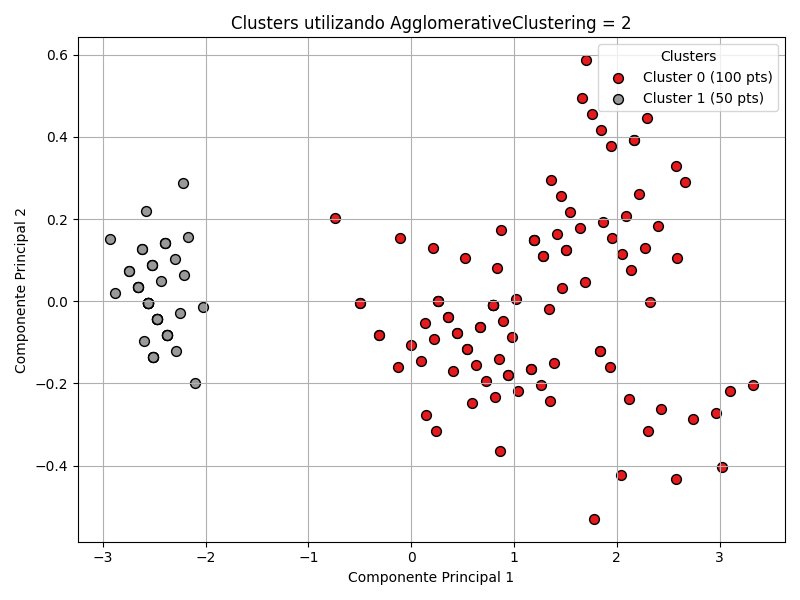 Clusters utilizando AgglomerativeClustering = 2
Clusters
Cluster 0 (100 pts)
Cluster 1 (50 pts)
Componente Principal 2
0.6
0.4
0.2
0.0
−0.2
−0.4
−3
−2
−1
0
1
2
3
Componente Principal 1